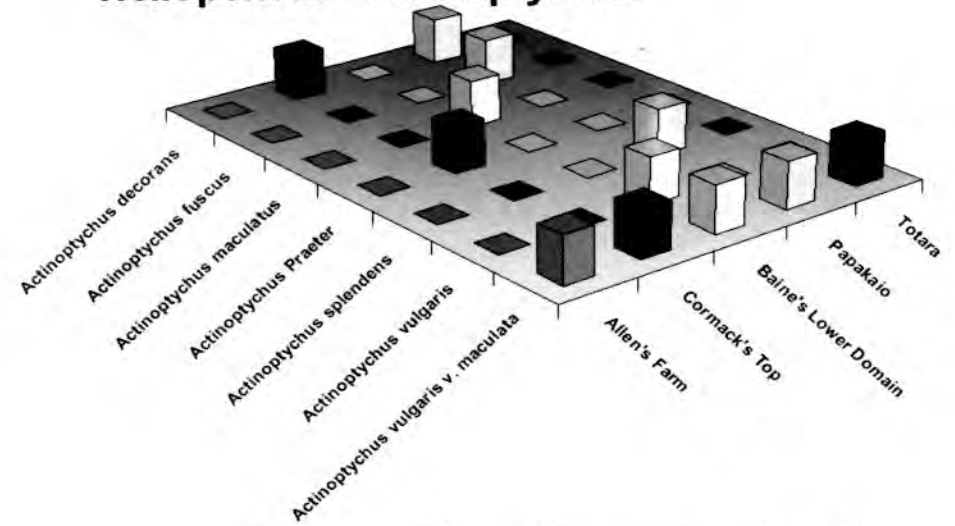 Actinoptychus decorans
Actinoptychus fuscus
Actinoptychus maculatus
Actinoptychus Praeter
Actinoptychus splendens
Actinoptychus vulgaris
Actinoptychus vulgaris v. maculata
Allen's Farm
Cormack's Top
Baine's Lower Domain
Papakaio
Totara